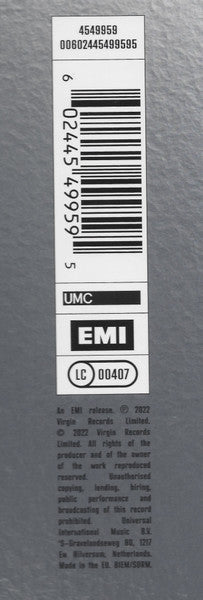 4549959
00602445499595
6 02445 49959 5
UMC
EMI
LC 00407
An EMI release. ℗ 2022
Virgin Records Limited.
© 2022 Virgin Records
Limited. All rights of the
producer and of the owner
of the work reproduced
reserved. Unauthorised
copying, lending, hiring,
public performance and
broadcasting of this record
prohibited. Universal
International Music B.V.
'S-Gravelandseweg 80, 1217
Ew Hilversum, Netherlands.
Made in the EU. BIEM/SDRM.